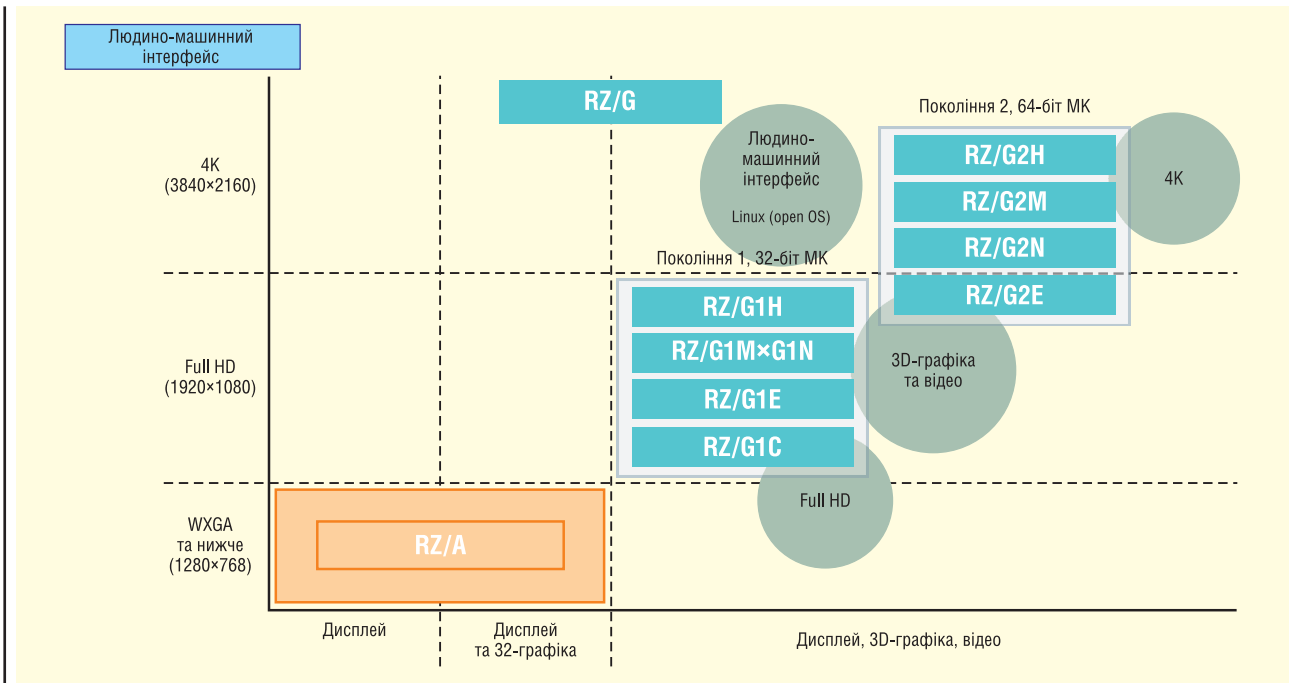 Людино-машинний
інтерфейс
RZ/G
Покоління 2, 64-біт МК
Людино-
машинний
інтерфейс
Linux (open OS)
RZ/G2H
RZ/G2M
RZ/G2N
RZ/G2E
4K
4K
(3840×2160)
Покоління 1, 32-біт МК
RZ/G1H
RZ/G1M×G1N
RZ/G1E
RZ/G1C
3D-графіка
та відео
Full HD
(1920×1080)
Full HD
WXGA
та нижче
(1280×768)
RZ/A
Дисплей
Дисплей
та 32-графіка
Дисплей, 3D-графіка, відео